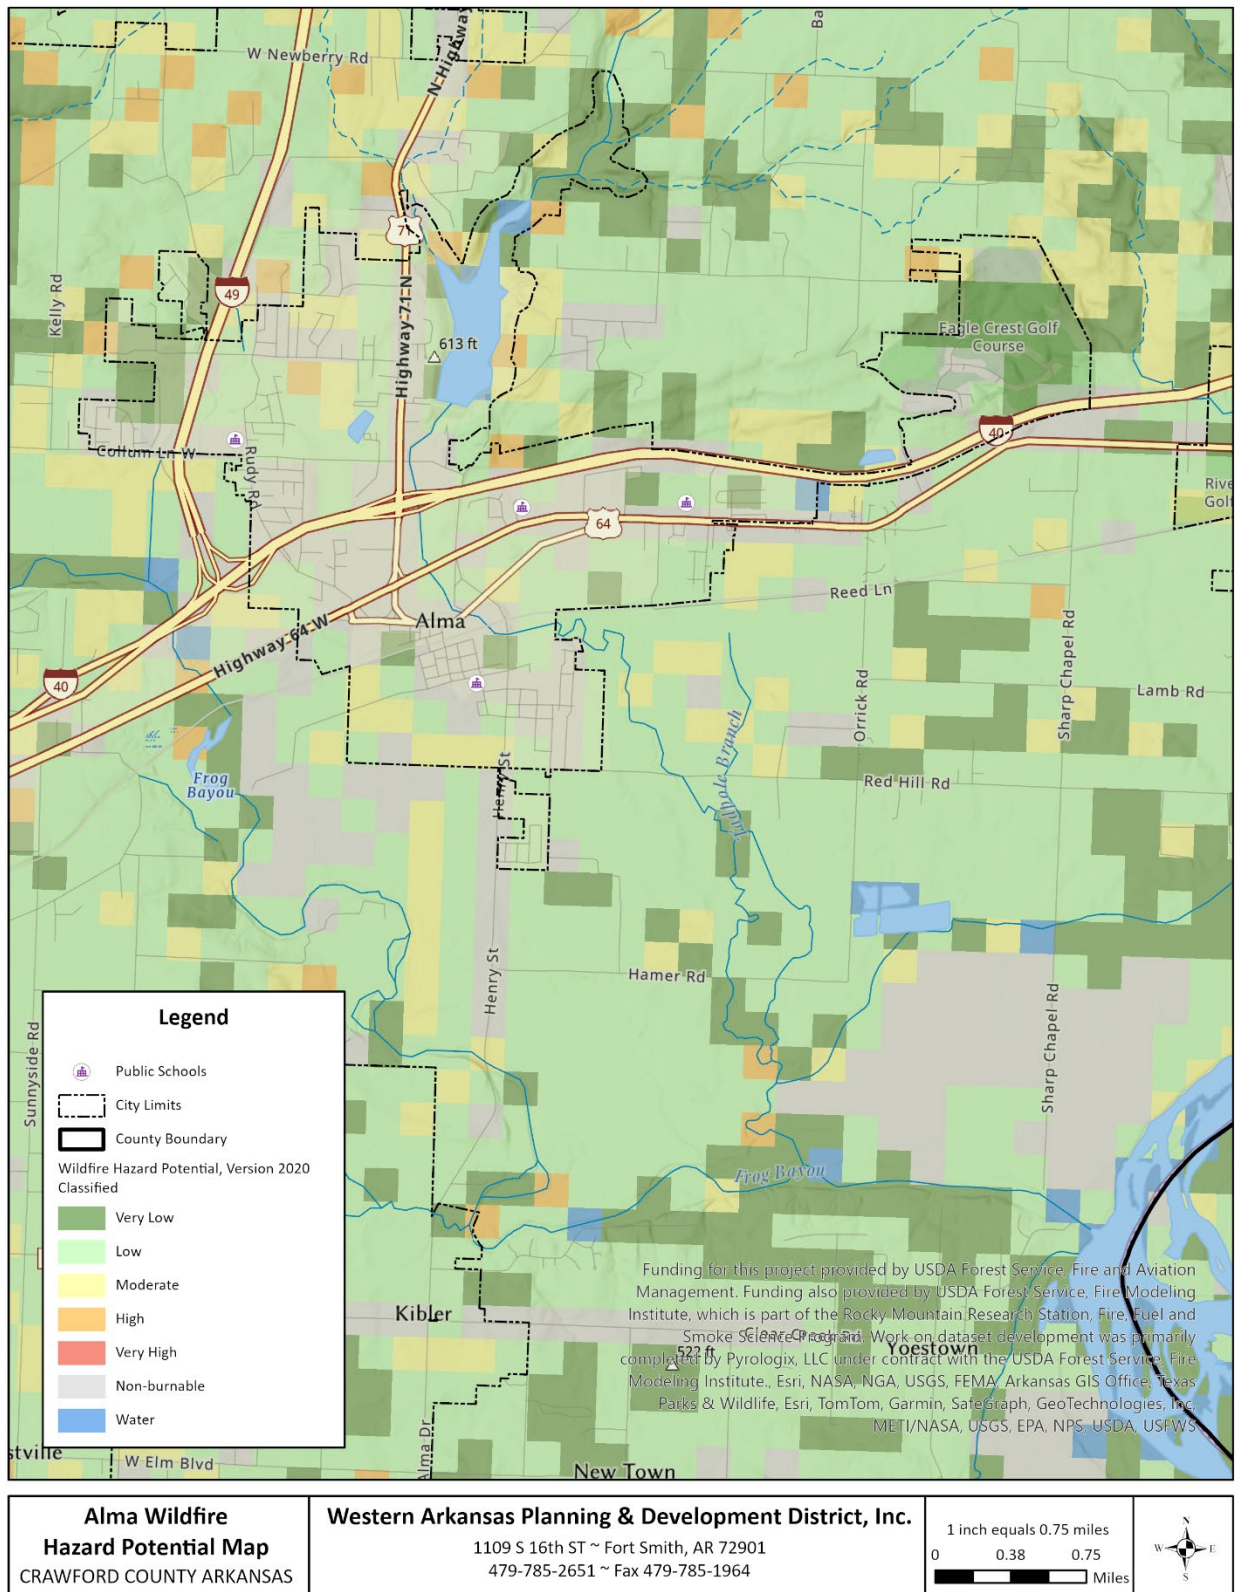 W Newberry Rd
N Highway
Ba
71
49
Kelly Rd
Highway 71 N
613 ft
Eagle Crest Golf
Course
40
Collum Ln W
Rudy Rd
64
Rive
Golf
Reed Ln
Alma
Highway 64 W
40
Orrick Rd
Sharp Chapel Rd
Lamb Rd
Frog
Bayou
Henry St
Tadpole Branch
Red Hill Rd
Henry St
Hamer Rd
Sharp Chapel Rd
Sunnyside Rd
Frog Bayou
Kibler
Clear Creek Rd
Yoestown
522 ft
Alma Dr
stville
W Elm Blvd
New Town
Legend
Public Schools
City Limits
County Boundary
Wildfire Hazard Potential, Version 2020
Classified
Very Low
Low
Moderate
High
Very High
Non-burnable
Water
Funding for this project provided by USDA Forest Service, Fire and Aviation
Management. Funding also provided by USDA Forest Service, Fire Modeling
Institute, which is part of the Rocky Mountain Research Station, Fire, Fuel and
Smoke Science Program. Work on dataset development was primarily
completed by Pyrologix, LLC under contract with the USDA Forest Service, Fire
Modeling Institute., Esri, NASA, NGA, USGS, FEMA, Arkansas GIS Office, Texas
Parks & Wildlife, Esri, TomTom, Garmin, SafeGraph, GeoTechnologies, Inc,
METI/NASA, USGS, EPA, NPS, USDA, USFWS
Alma Wildfire
Hazard Potential Map
CRAWFORD COUNTY ARKANSAS
Western Arkansas Planning & Development District, Inc.
1109 S 16th ST ~ Fort Smith, AR 72901
479-785-2651 ~ Fax 479-785-1964
1 inch equals 0.75 miles
0 0.38 0.75
Miles
N
W E
S